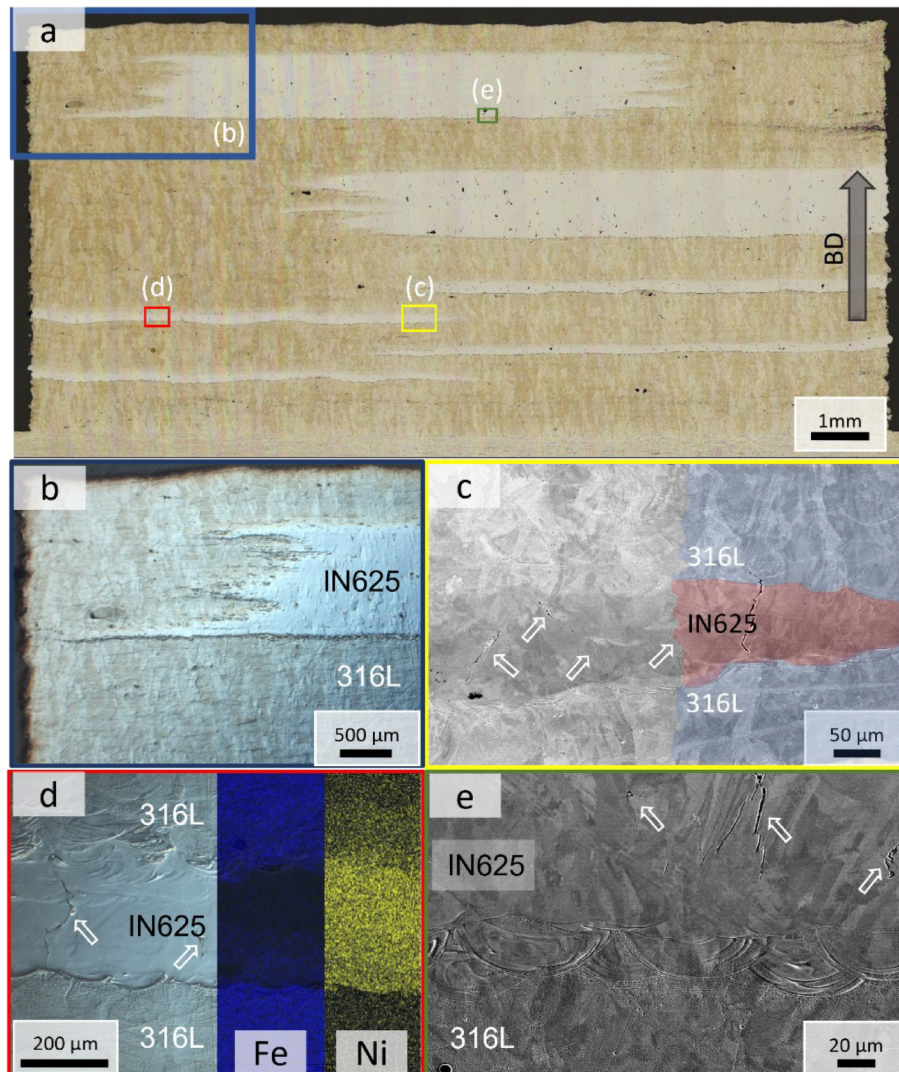 a
(e)
(b)
BD
(d)
(c)
1mm
b
IN625
316L
500 µm
c
316L
IN625
316L
50 µm
d
316L
IN625
316L
200 µm
Fe
Ni
e
IN625
316L
20 µm